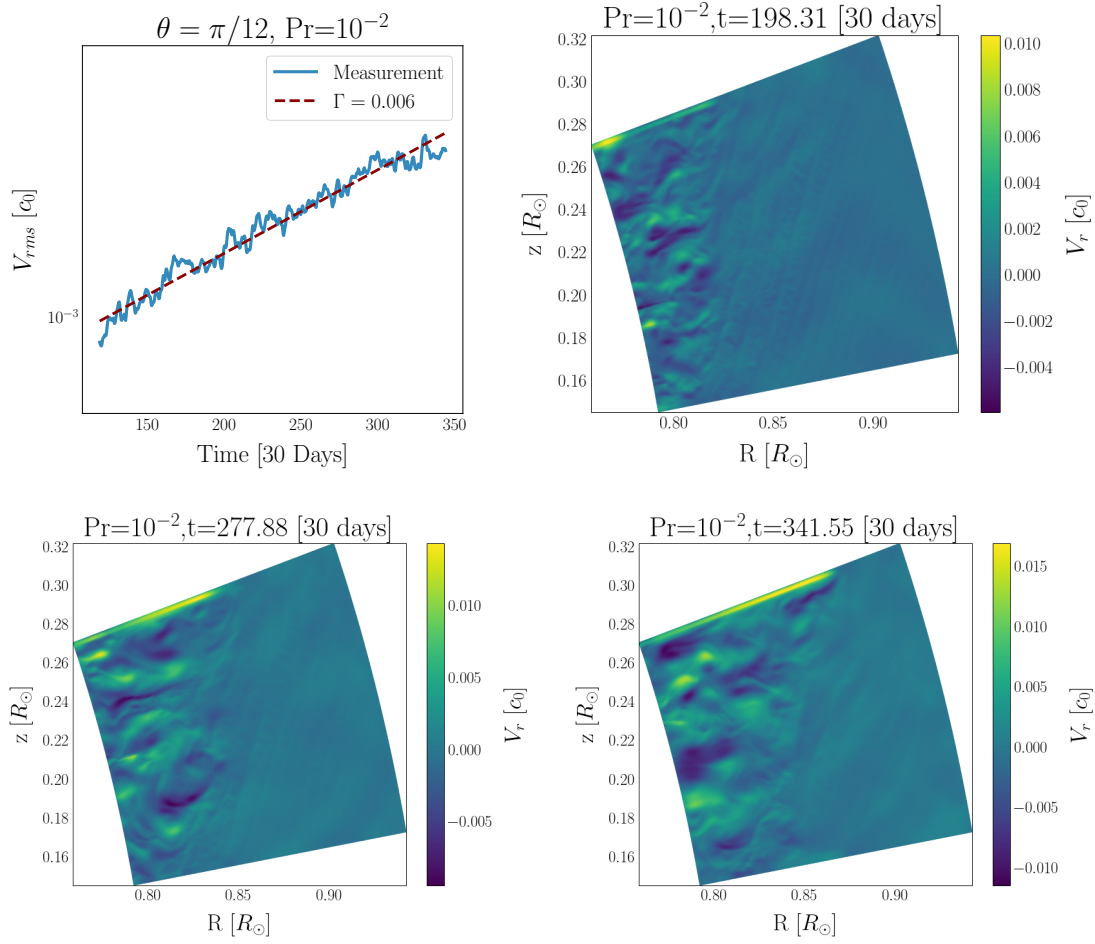 θ = π/12, Pr=10⁻²
Measurement
Γ = 0.006
V_rms [c₀]
10⁻³
150 200 250 300 350
Time [30 Days]
Pr=10⁻²,t=198.31 [30 days]
0.32
0.30
0.28
0.26
0.24
0.22
0.20
0.18
0.16
z [R⊙]
0.80 0.85 0.90
R [R⊙]
0.010
0.008
0.006
0.004
0.002
0.000
−0.002
−0.004
V_r [c₀]
Pr=10⁻²,t=277.88 [30 days]
0.32
0.30
0.28
0.26
0.24
0.22
0.20
0.18
0.16
z [R⊙]
0.80 0.85 0.90
R [R⊙]
0.010
0.005
0.000
−0.005
V_r [c₀]
Pr=10⁻²,t=341.55 [30 days]
0.32
0.30
0.28
0.26
0.24
0.22
0.20
0.18
0.16
z [R⊙]
0.80 0.85 0.90
R [R⊙]
0.015
0.010
0.005
0.000
−0.005
−0.010
V_r [c₀]